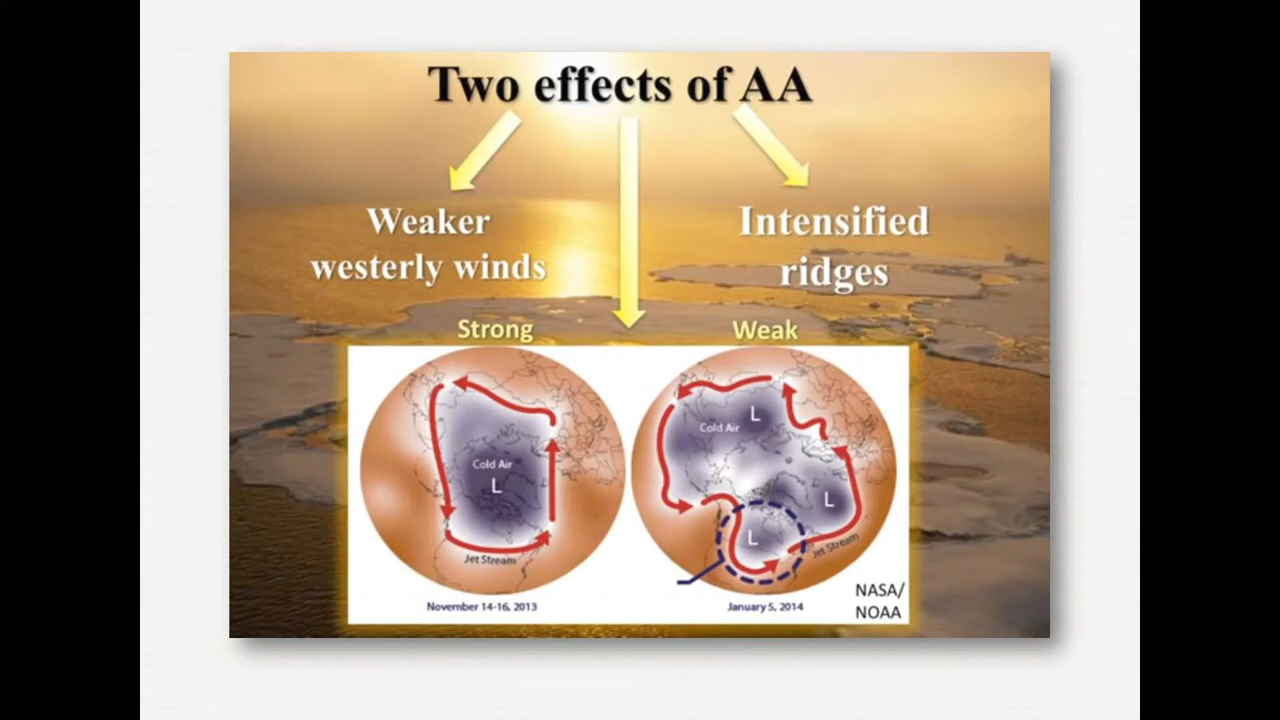 Two effects of AA
Weaker
westerly winds
Intensified
ridges
Strong
Weak
Cold Air
L
Jet Stream
November 14-16, 2013
L
Cold Air
L
L
Jet Stream
January 5, 2014
NASA/
NOAA